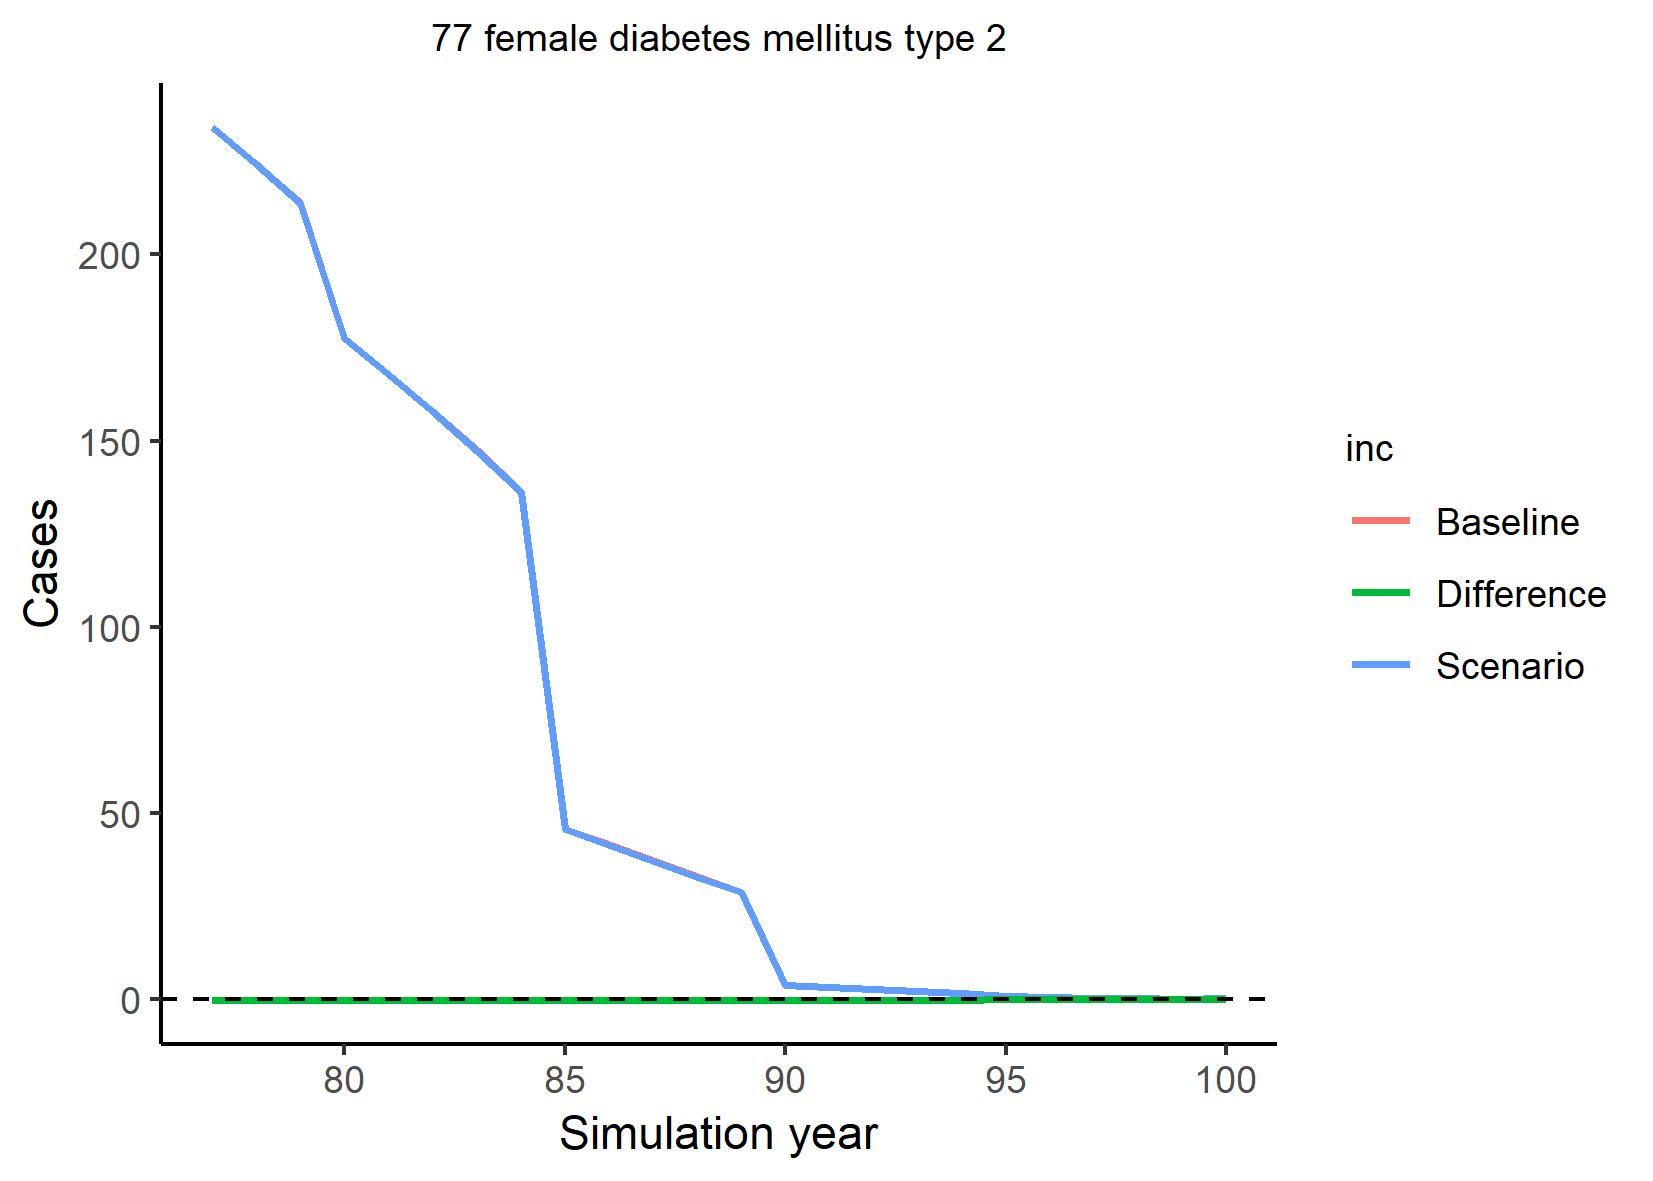 77 female diabetes mellitus type 2
Cases
200
150
100
50
0
80
85
90
95
100
Simulation year
inc
Baseline
Difference
Scenario